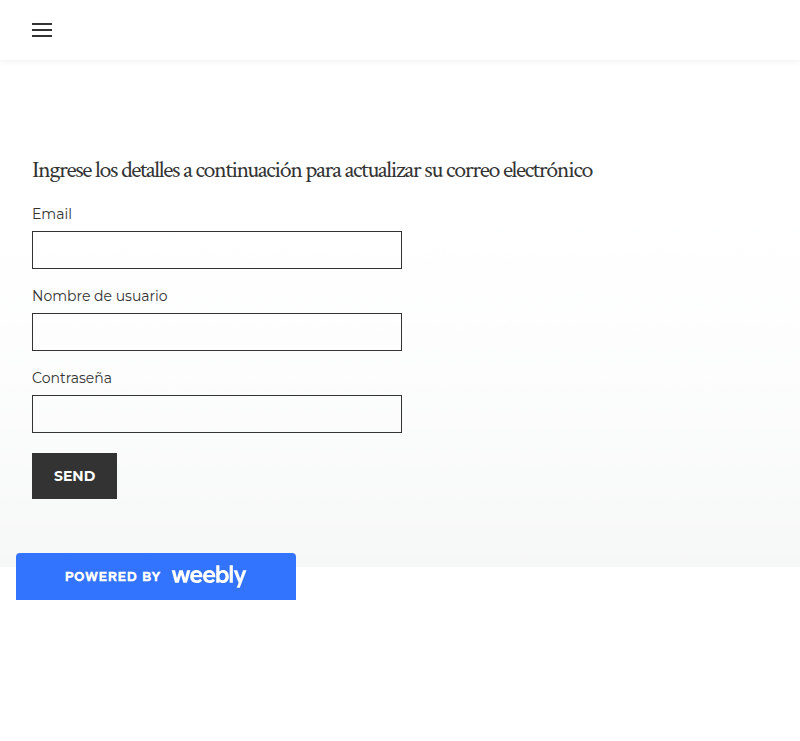 Ingrese los detalles a continuación para actualizar su correo electrónico
Email
Nombre de usuario
Contraseña
SEND
POWERED BY weebly